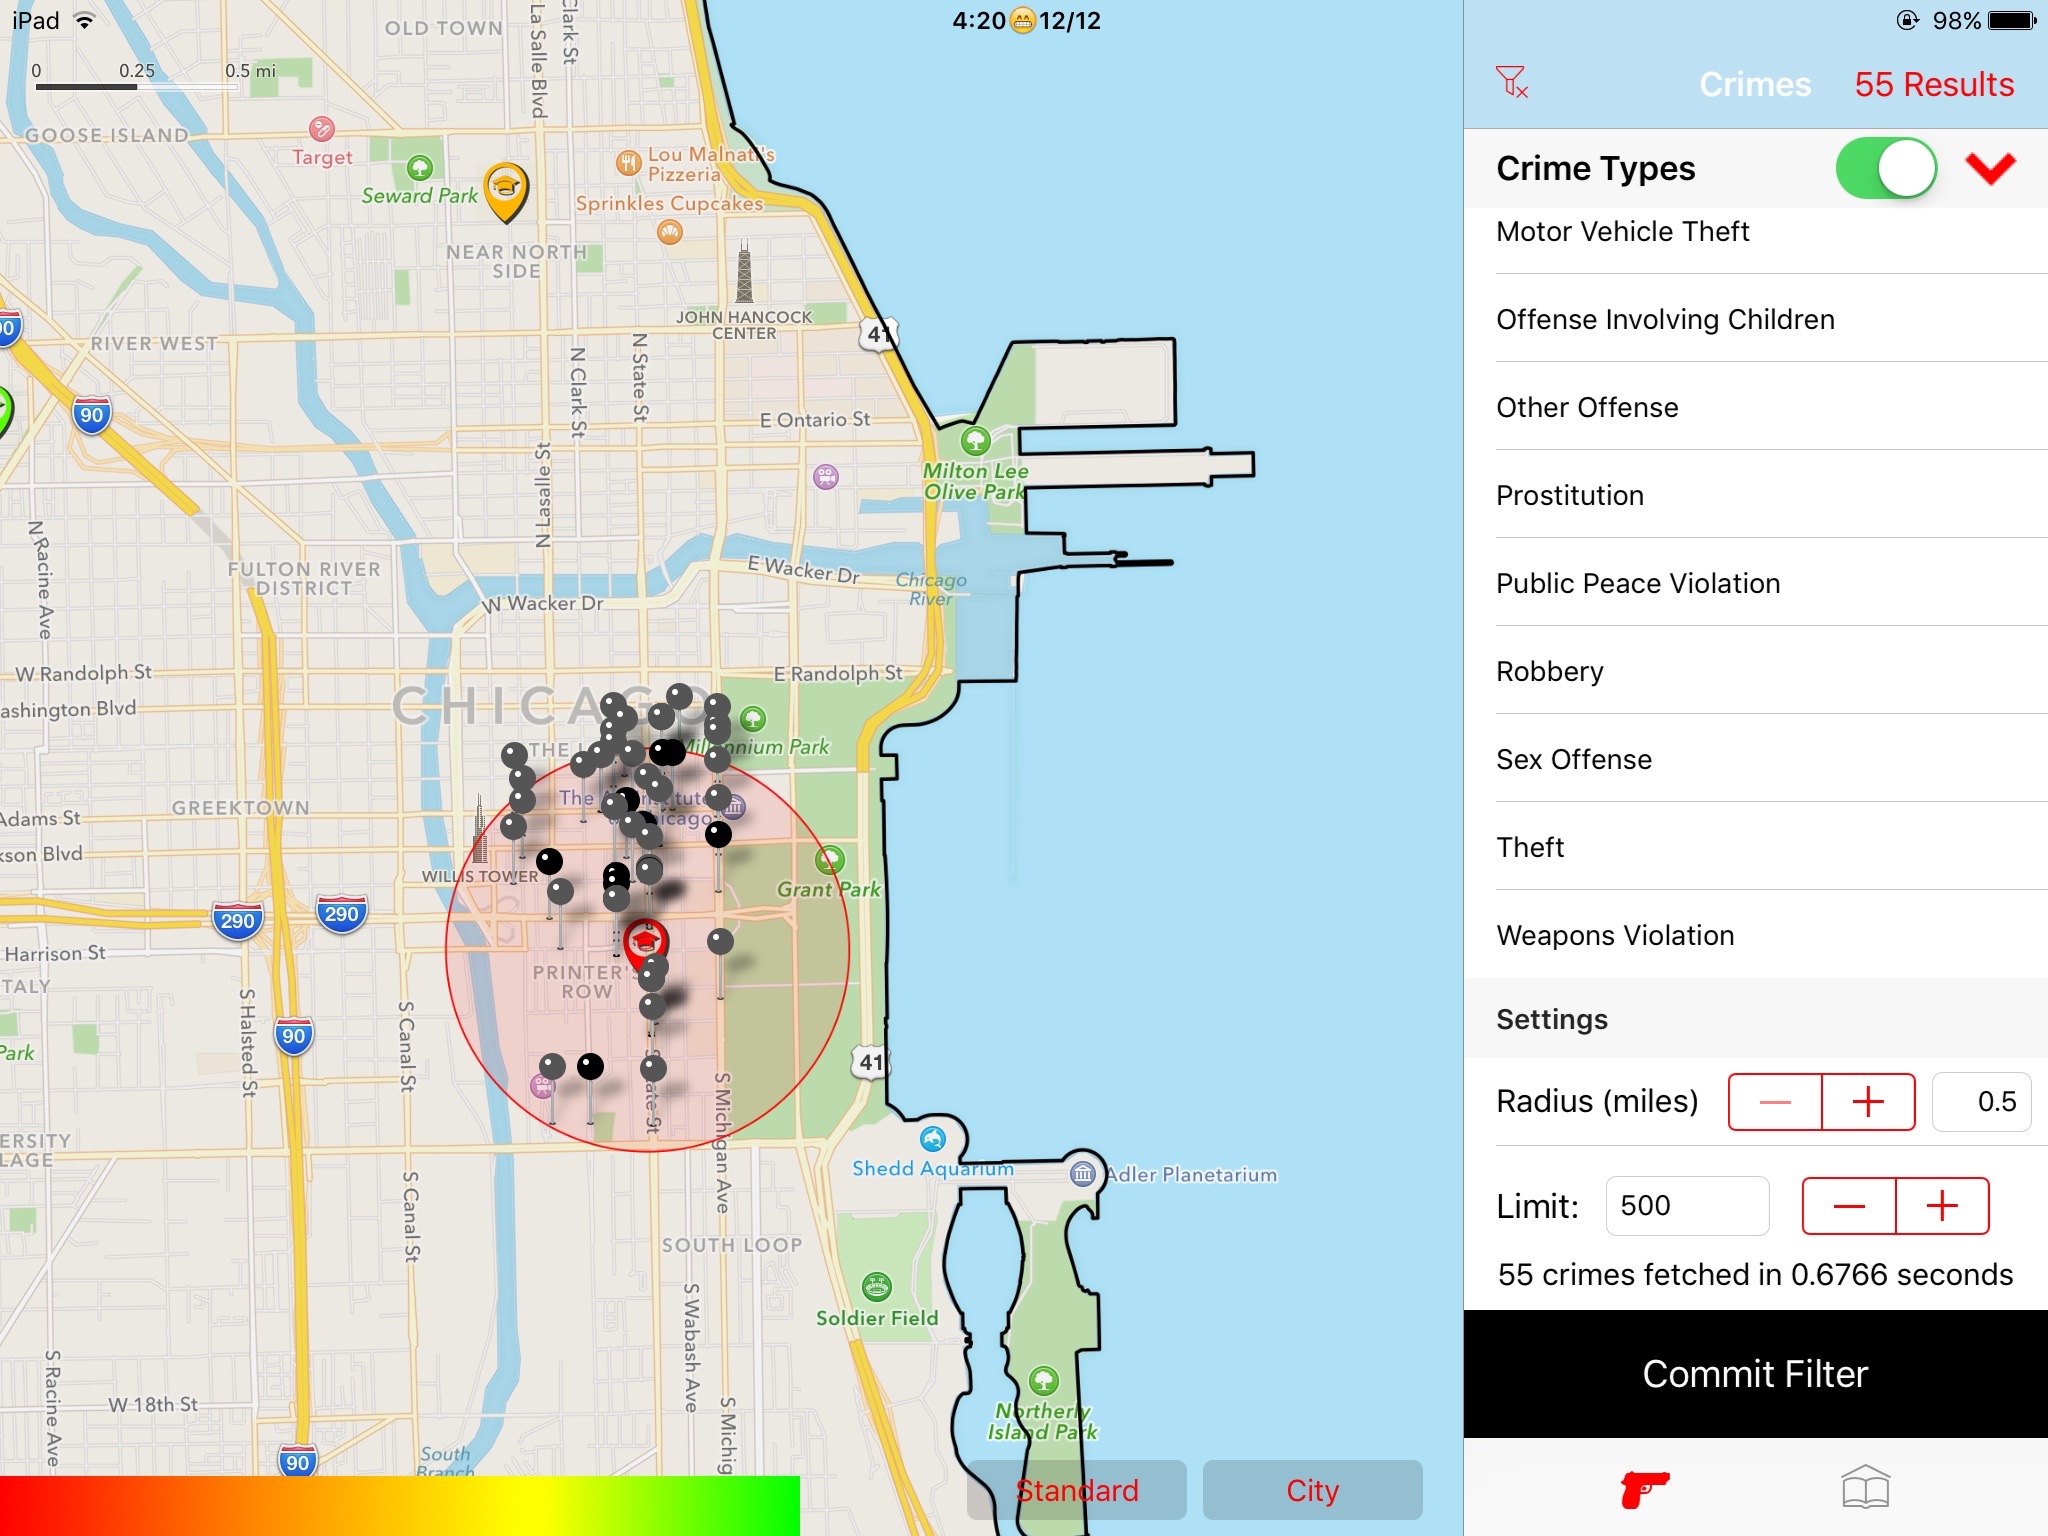 iPad
4:20😁12/12
98%
0 0.25 0.5 mi
OLD TOWN
La Salle Blvd
Clark St
GOOSE ISLAND
Target
Seward Park
Lou Malnati's
Pizzeria
Sprinkles Cupcakes
NEAR NORTH
SIDE
JOHN HANCOCK
CENTER
41
RIVER WEST
90
N Clark St
N State St
E Ontario St
N Lasalle St
Milton Lee
Olive Park
N Racine Ave
FULTON RIVER
DISTRICT
E Wacker Dr
Chicago
River
W Wacker Dr
W Randolph St
E Randolph St
ashington Blvd
CHICAGO
THE L
Millennium Park
GREEKTOWN
Adams St
kson Blvd
WILLIS TOWER
Grant Park
290
290
Harrison St
TALY
PRINTER'S
ROW
S Halsted St
S Canal St
90
Park
41
S Michigan Ave
ate St
ERSITY
LAGE
Shedd Aquarium
Adler Planetarium
S Canal St
SOUTH LOOP
Soldier Field
S Wabash Ave
S Racine Ave
W 18th St
S Michig
Northerly
Island Park
South
Branch
90
Standard
City
Crimes
55 Results
Crime Types
Motor Vehicle Theft
Offense Involving Children
Other Offense
Prostitution
Public Peace Violation
Robbery
Sex Offense
Theft
Weapons Violation
Settings
Radius (miles)
0.5
Limit:
500
55 crimes fetched in 0.6766 seconds
Commit Filter